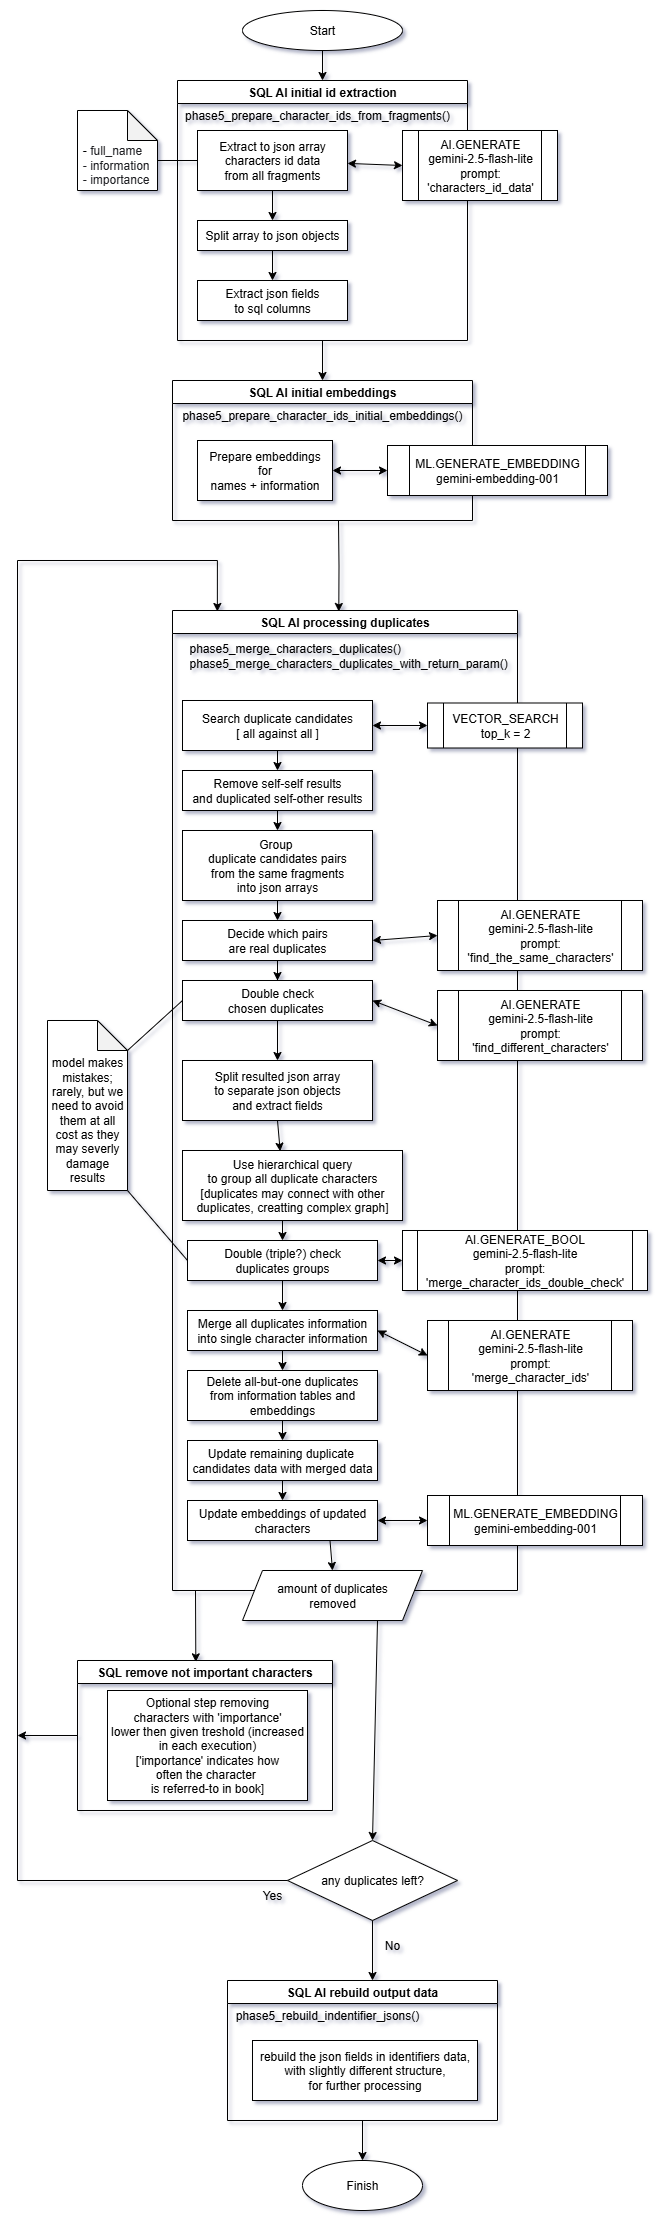 Start
SQL AI initial id extraction
phase5_prepare_character_ids_from_fragments()
- full_name
- information
- importance
Extract to json array
characters id data
from all fragments
AI.GENERATE
gemini-2.5-flash-lite
prompt:
'characters_id_data'
Split array to json objects
Extract json fields
to sql columns
SQL AI initial embeddings
phase5_prepare_character_ids_initial_embeddings()
Prepare embeddings
for
names + information
ML.GENERATE_EMBEDDING
gemini-embedding-001
SQL AI processing duplicates
phase5_merge_characters_duplicates()
phase5_merge_characters_duplicates_with_return_param()
Search duplicate candidates
[ all against all ]
VECTOR_SEARCH
top_k = 2
Remove self-self results
and duplicated self-other results
Group
duplicate candidates pairs
from the same fragments
into json arrays
Decide which pairs
are real duplicates
AI.GENERATE
gemini-2.5-flash-lite
prompt:
'find_the_same_characters'
Double check
chosen duplicates
AI.GENERATE
gemini-2.5-flash-lite
prompt:
'find_different_characters'
model makes
mistakes;
rarely, but we
need to avoid
them at all
cost as they
may severly
damage
results
Split resulted json array
to separate json objects
and extract fields
Use hierarchical query
to group all duplicate characters
[duplicates may connect with other
duplicates, creatting complex graph]
Double (triple?) check
duplicates groups
AI.GENERATE_BOOL
gemini-2.5-flash-lite
prompt:
'merge_character_ids_double_check'
Merge all duplicates information
into single character information
AI.GENERATE
gemini-2.5-flash-lite
prompt:
'merge_character_ids'
Delete all-but-one duplicates
from information tables and
embeddings
Update remaining duplicate
candidates data with merged data
Update embeddings of updated
characters
ML.GENERATE_EMBEDDING
gemini-embedding-001
amount of duplicates
removed
SQL remove not important characters
Optional step removing
characters with 'importance'
lower then given treshold (increased
in each execution)
['importance' indicates how
often the character
is referred-to in book]
any duplicates left?
Yes
No
SQL AI rebuild output data
phase5_rebuild_indentifier_jsons()
rebuild the json fields in identifiers data,
with slightly different structure,
for further processing
Finish